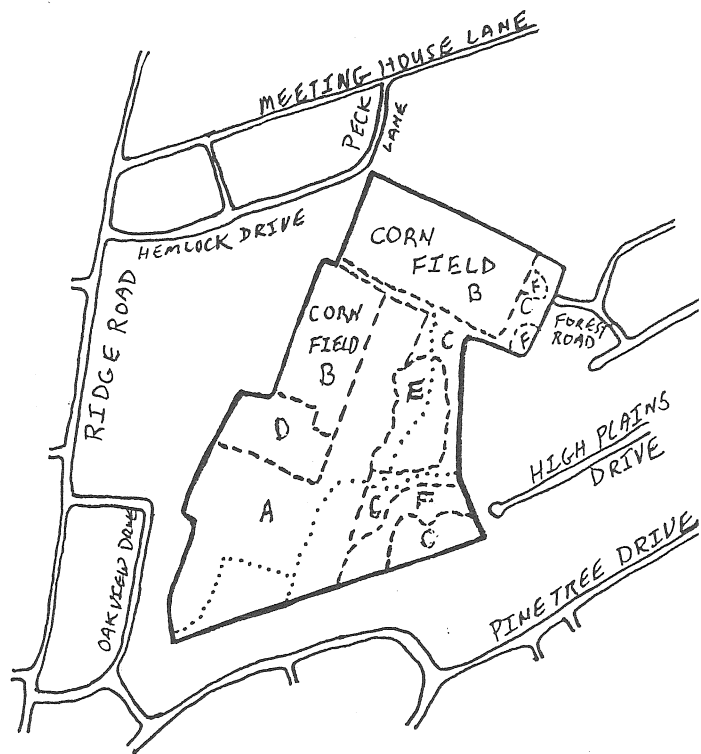 MEETING HOUSE LANE
PECK
LANE
HEMLOCK DRIVE
CORN
FIELD
B
F
C
F
FOREST
ROAD
RIDGE ROAD
CORN
FIELD
B
C
E
D
HIGH PLAINS
DRIVE
A
C
F
C
OAKVIEW DRIVE
PINETREE DRIVE